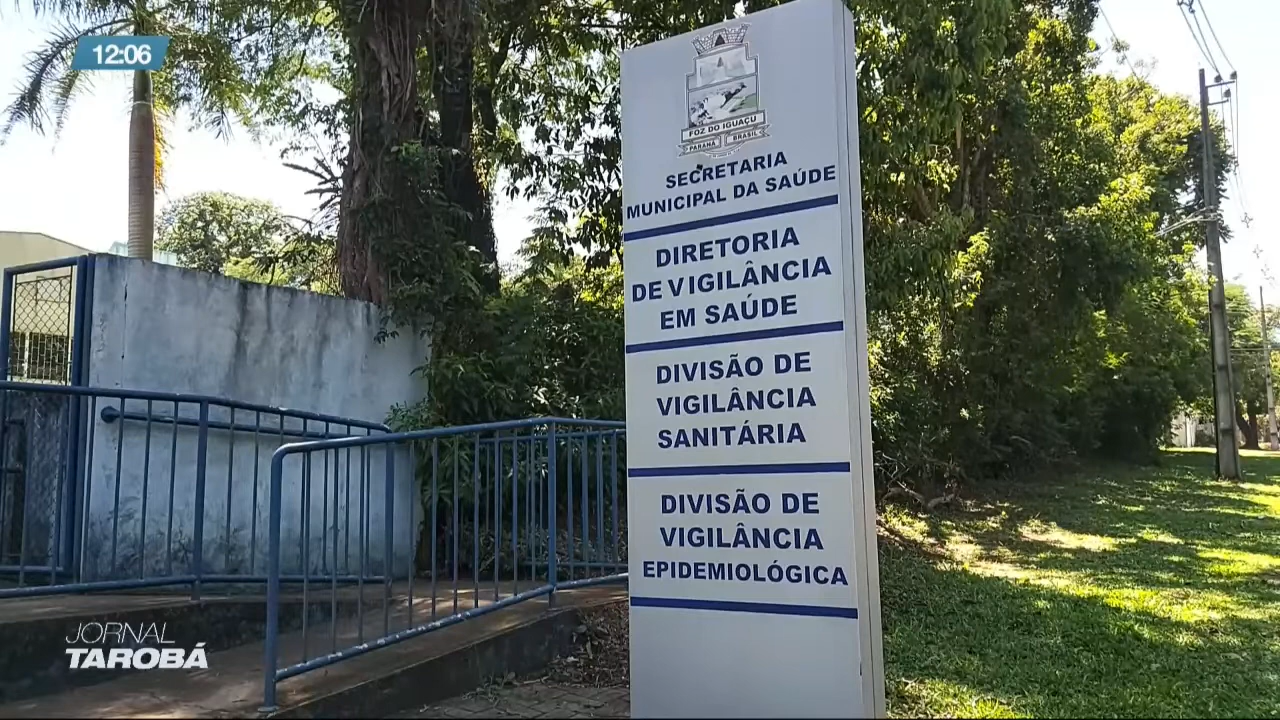 12:06
FOZ DO IGUAÇU
PARANÁ BRASIL
SECRETARIA
MUNICIPAL DA SAÚDE
DIRETORIA
DE VIGILÂNCIA
EM SAÚDE
DIVISÃO DE
VIGILÂNCIA
SANITÁRIA
DIVISÃO DE
VIGILÂNCIA
EPIDEMIOLÓGICA
JORNAL
TAROBÁ